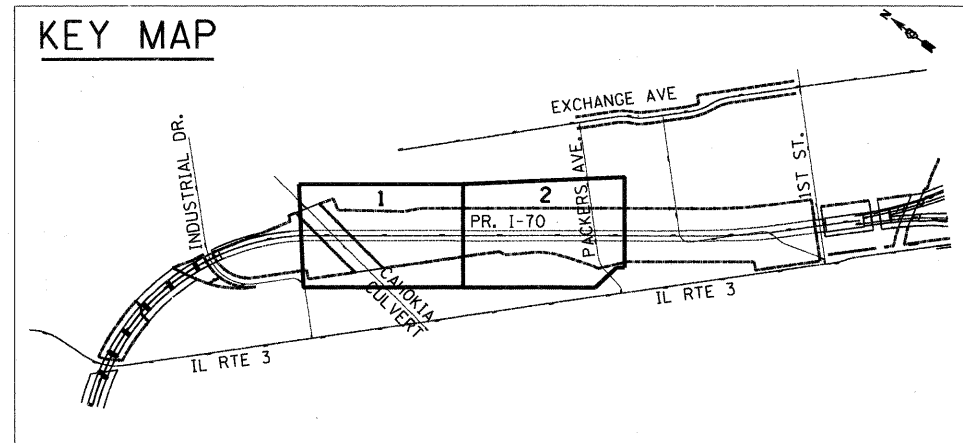 KEY MAP
N
EXCHANGE AVE
INDUSTRIAL DR.
PACKERS AVE.
1ST ST.
1
2
PR. I-70
CAHOKIA
CULVERT
IL RTE 3
IL RTE 3